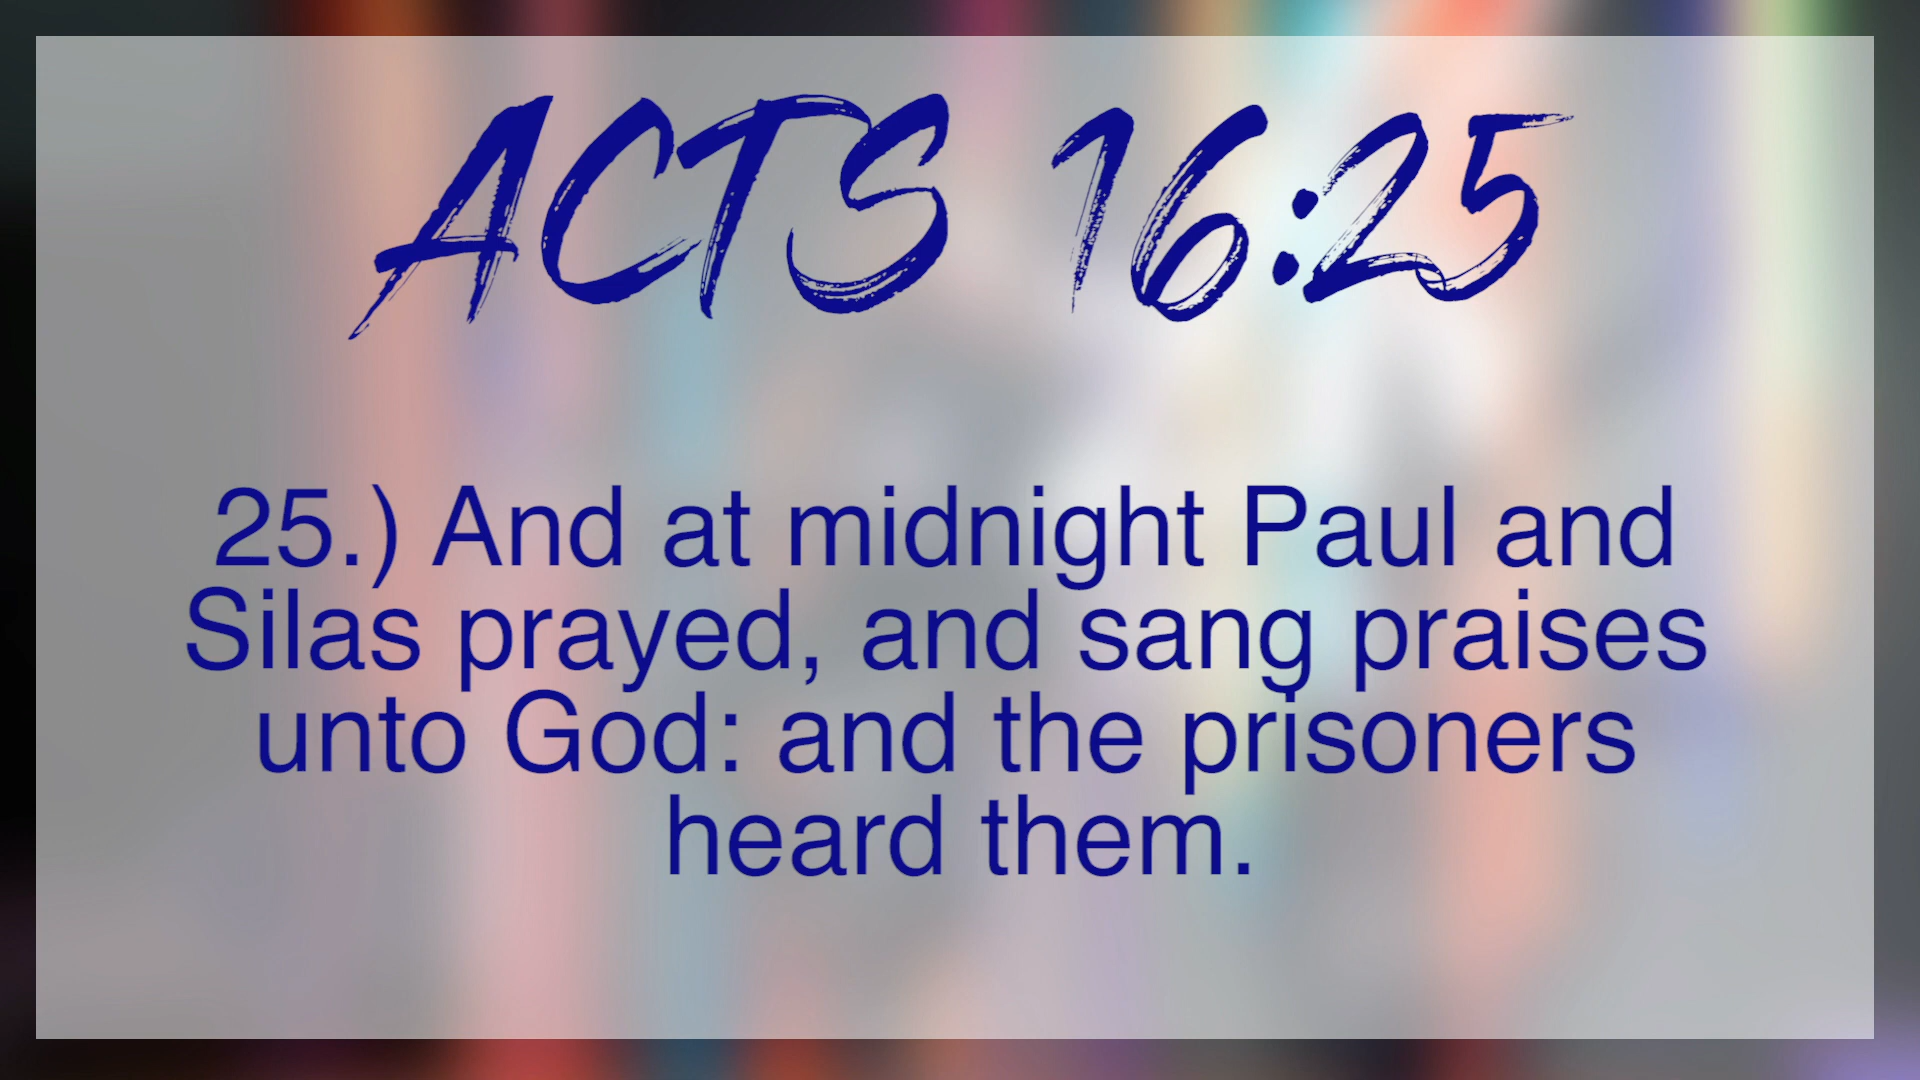 ACTS 16:25
25.) And at midnight Paul and
Silas prayed, and sang praises
unto God: and the prisoners
heard them.